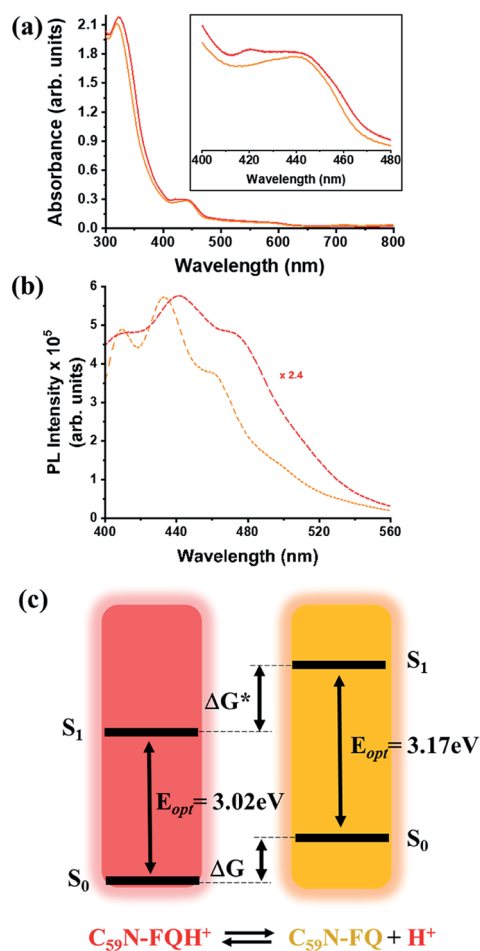 (a)
Absorbance (arb. units)
2.1
1.8
1.5
1.2
0.9
0.6
0.3
0.0
300 400 500 600 700 800
Wavelength (nm)
400 420 440 460 480
Wavelength (nm)
(b)
PL Intensity x 10⁵
(arb. units)
6
5
4
3
2
1
0
x 2.4
400 440 480 520 560
Wavelength (nm)
(c)
S₁
ΔG*
S₁
E_opt = 3.17eV
E_opt = 3.02eV
S₀
ΔG
S₀
C₅₉N-FQH⁺ ⇌ C₅₉N-FQ + H⁺